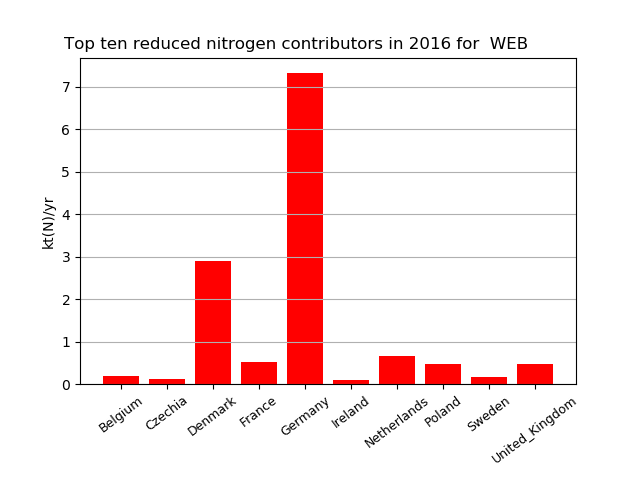 Top ten reduced nitrogen contributors in 2016 for  WEB
kt(N)/yr
7
6
5
4
3
2
1
0
Belgium
Czechia
Denmark
France
Germany
Ireland
Netherlands
Poland
Sweden
United_Kingdom